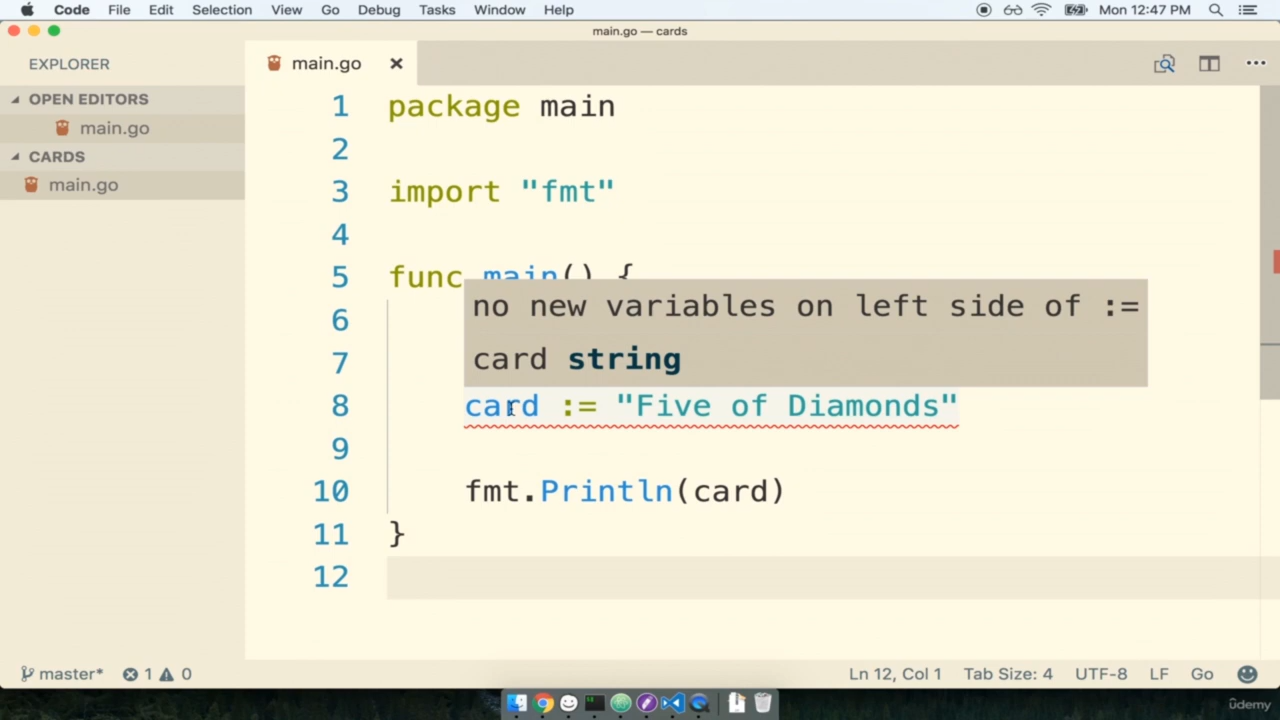 Code File Edit Selection View Go Debug Tasks Window Help Mon 12:47 PM
main.go — cards
EXPLORER
main.go
OPEN EDITORS
main.go
CARDS
main.go
1 package main
2
3 import "fmt"
4
5 func main() {
6
no new variables on left side of :=
7
card string
8 card := "Five of Diamonds"
9
10 fmt.Println(card)
11 }
12
master* 1 0 Ln 12, Col 1 Tab Size: 4 UTF-8 LF Go
ûdemy